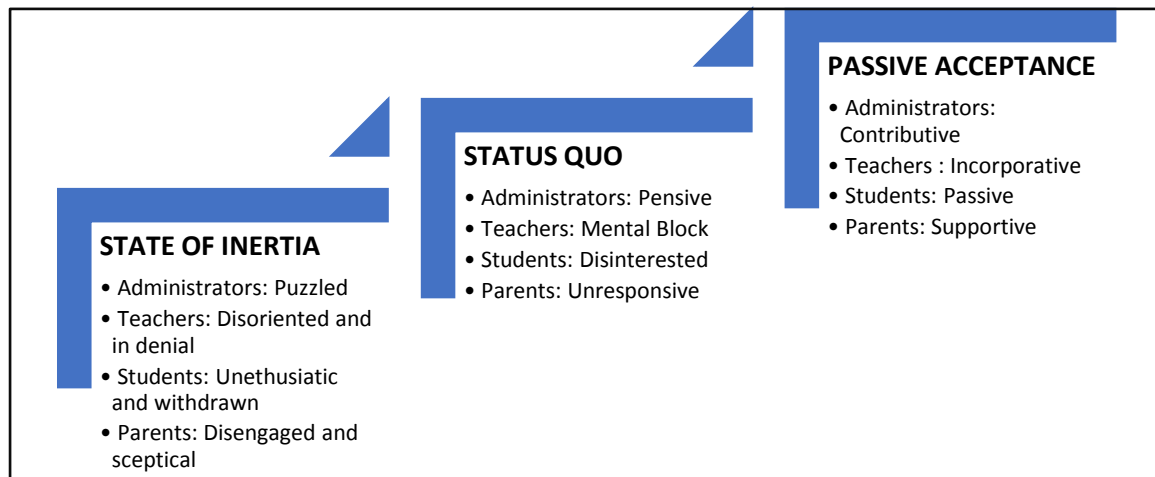 STATE OF INERTIA
• Administrators: Puzzled
• Teachers: Disoriented and
in denial
• Students: Unethusiatic
and withdrawn
• Parents: Disengaged and
sceptical
STATUS QUO
• Administrators: Pensive
• Teachers: Mental Block
• Students: Disinterested
• Parents: Unresponsive
PASSIVE ACCEPTANCE
• Administrators:
Contributive
• Teachers : Incorporative
• Students: Passive
• Parents: Supportive